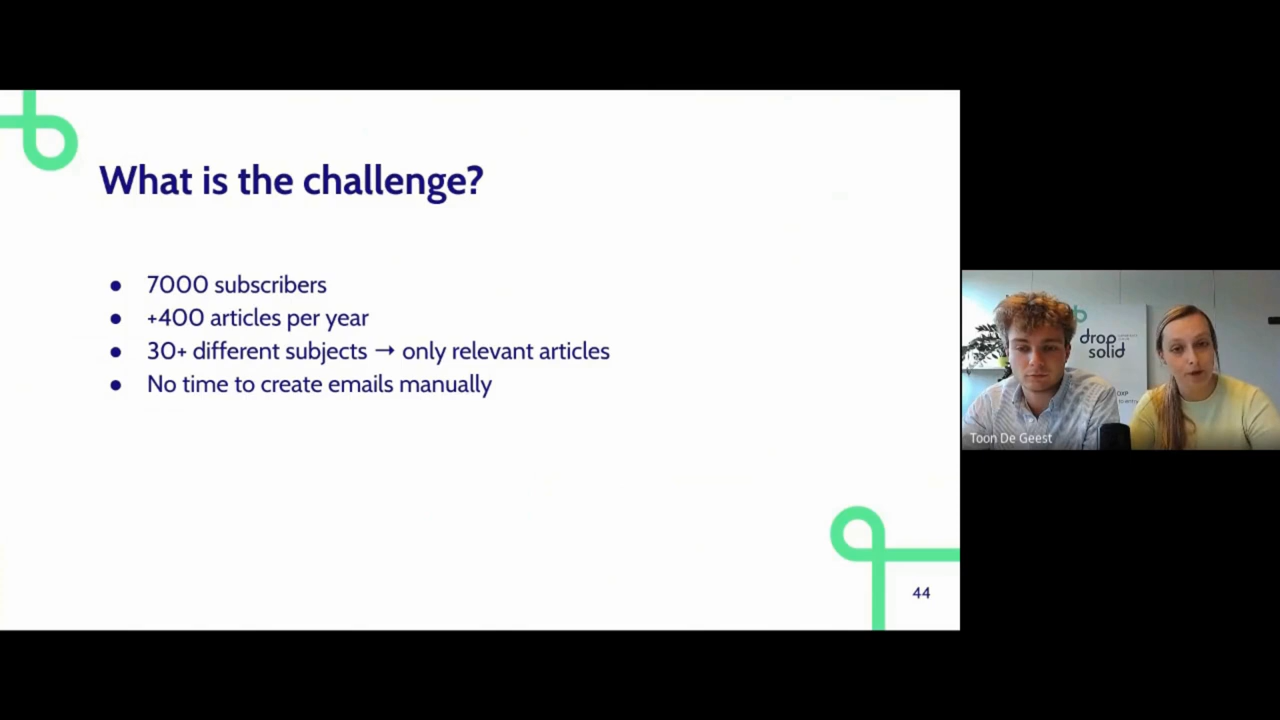 What is the challenge?
● 7000 subscribers
● +400 articles per year
● 30+ different subjects → only relevant articles
● No time to create emails manually
44
drop
solid
Toon De Geest